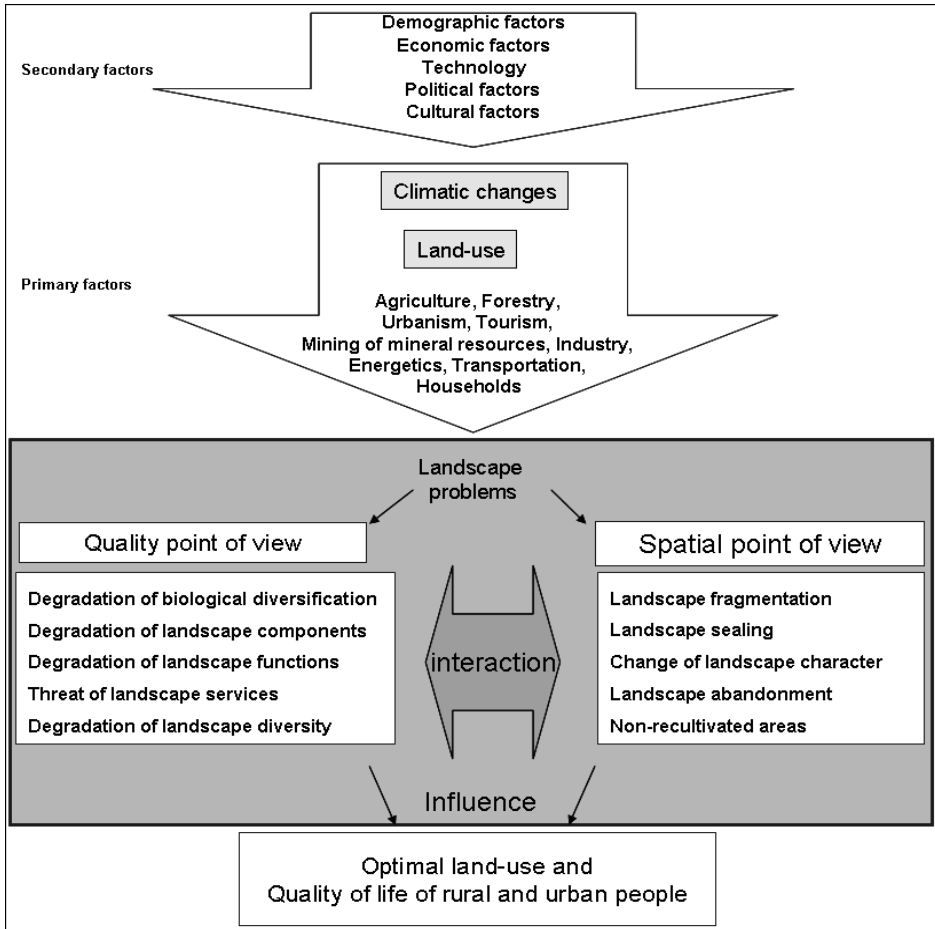 Demographic factors
Economic factors
Secondary factors
Technology
Political factors
Cultural factors
Climatic changes
Land-use
Primary factors
Agriculture, Forestry,
Urbanism, Tourism,
Mining of mineral resources, Industry,
Energetics, Transportation,
Households
Landscape
problems
Quality point of view
Degradation of biological diversification
Degradation of landscape components
Degradation of landscape functions
Threat of landscape services
Degradation of landscape diversity
interaction
Spatial point of view
Landscape fragmentation
Landscape sealing
Change of landscape character
Landscape abandonment
Non-recultivated areas
Influence
Optimal land-use and
Quality of life of rural and urban people